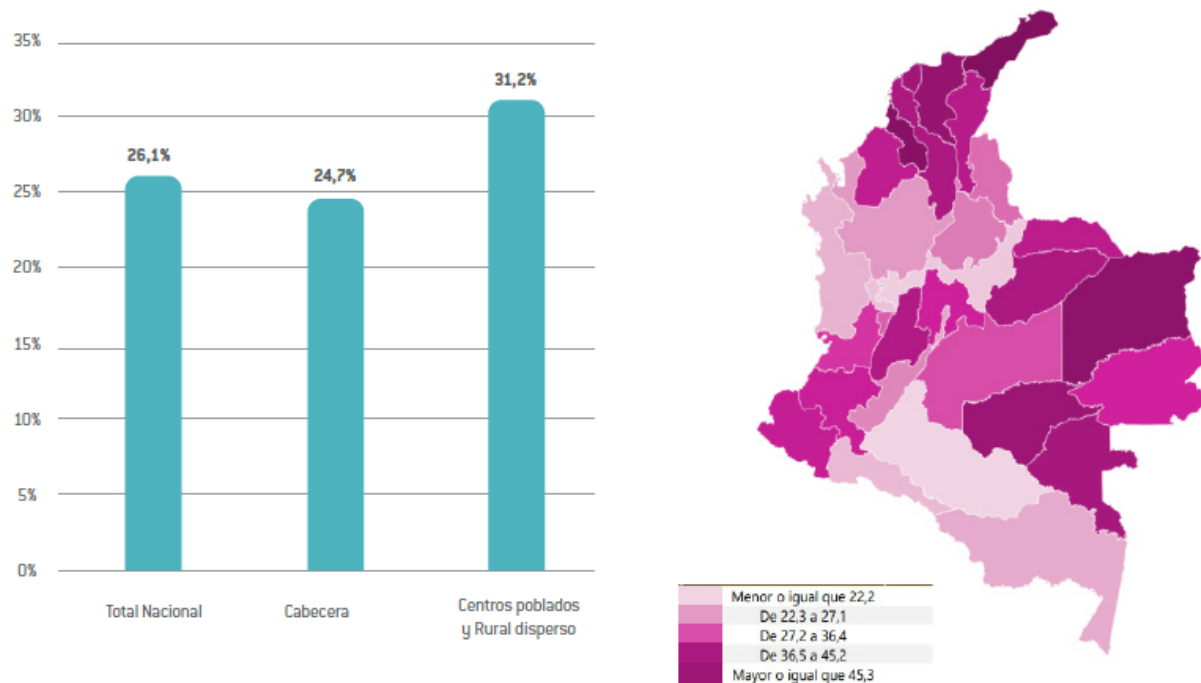 35%
30%
25%
20%
15%
10%
5%
0%
26,1%
24,7%
31,2%
Total Nacional
Cabecera
Centros poblados
y Rural disperso
Menor o igual que 22,2
De 22,3 a 27,1
De 27,2 a 36,4
De 36,5 a 45,2
Mayor o igual que 45,3